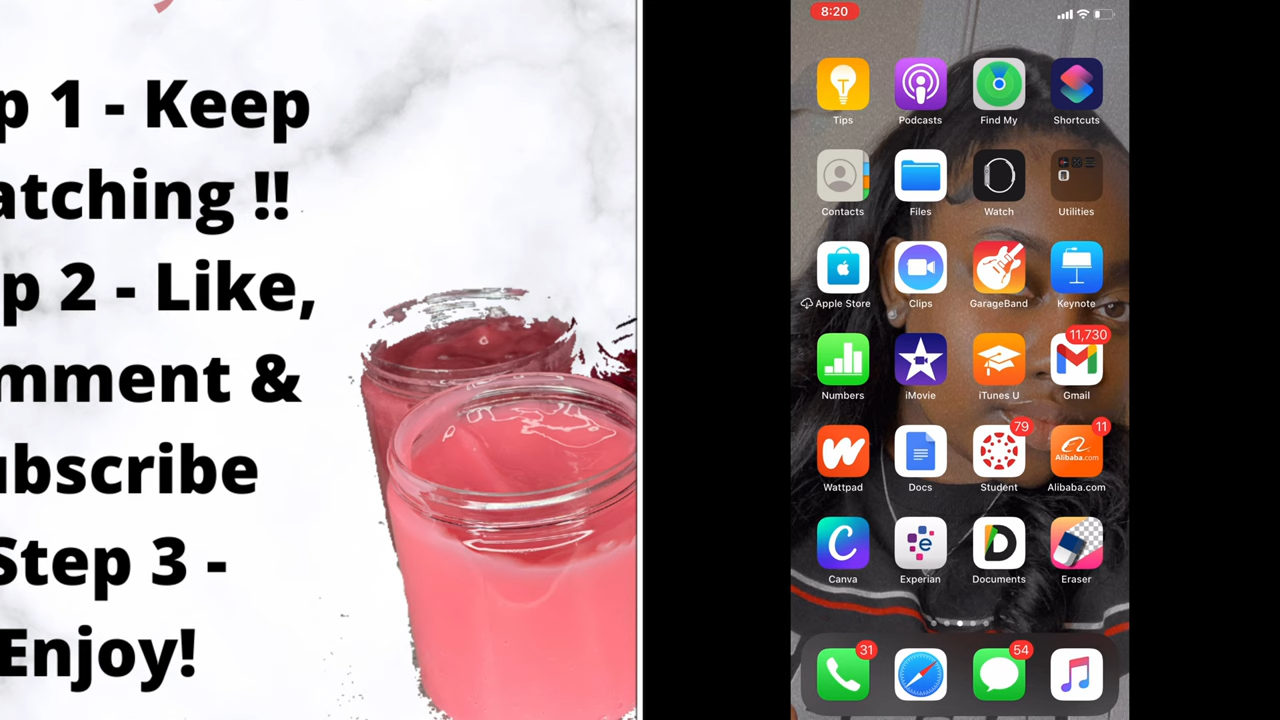 p 1 - Keep
atching !!
p 2 - Like,
mment &
ubscribe
Step 3 -
Enjoy!
8:20
Tips Podcasts Find My Shortcuts
Contacts Files Watch Utilities
Apple Store Clips GarageBand Keynote
11,730
Numbers iMovie iTunes U Gmail
79 11
Alibaba.com
Wattpad Docs Student Alibaba.com
Canva Experian Documents Eraser
31 54